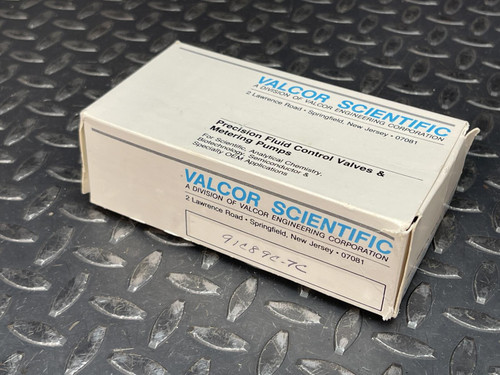 VALCOR SCIENTIFIC
A DIVISION OF VALCOR ENGINEERING CORPORATION
2 Lawrence Road • Springfield, New Jersey • 07081
Precision Fluid Control Valves &
Metering Pumps
For Scientific, Analytical Chemistry,
Biotechnology, Semiconductor &
Specialty OEM Applications
VALCOR SCIENTIFIC
A DIVISION OF VALCOR ENGINEERING CORPORATION
2 Lawrence Road • Springfield, New Jersey • 07081
91C89C-7C